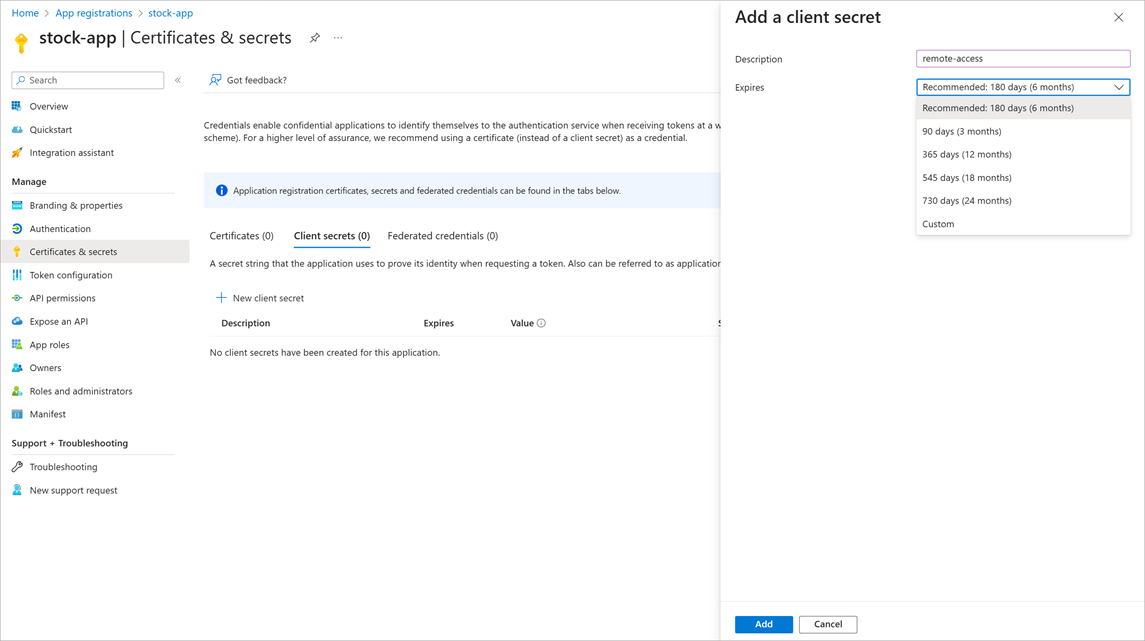 Home > App registrations > stock-app
stock-app | Certificates & secrets
Search
Overview
Quickstart
Integration assistant
Manage
Branding & properties
Authentication
Certificates & secrets
Token configuration
API permissions
Expose an API
App roles
Owners
Roles and administrators
Manifest
Support + Troubleshooting
Troubleshooting
New support request
Got feedback?
Credentials enable confidential applications to identify themselves to the authentication service when receiving tokens at a w
scheme). For a higher level of assurance, we recommend using a certificate (instead of a client secret) as a credential.
Application registration certificates, secrets and federated credentials can be found in the tabs below.
Certificates (0) Client secrets (0) Federated credentials (0)
A secret string that the application uses to prove its identity when requesting a token. Also can be referred to as application
New client secret
Description Expires Value
No client secrets have been created for this application.
Add a client secret
Description remote-access
Expires Recommended: 180 days (6 months)
Recommended: 180 days (6 months)
90 days (3 months)
365 days (12 months)
545 days (18 months)
730 days (24 months)
Custom
Add Cancel